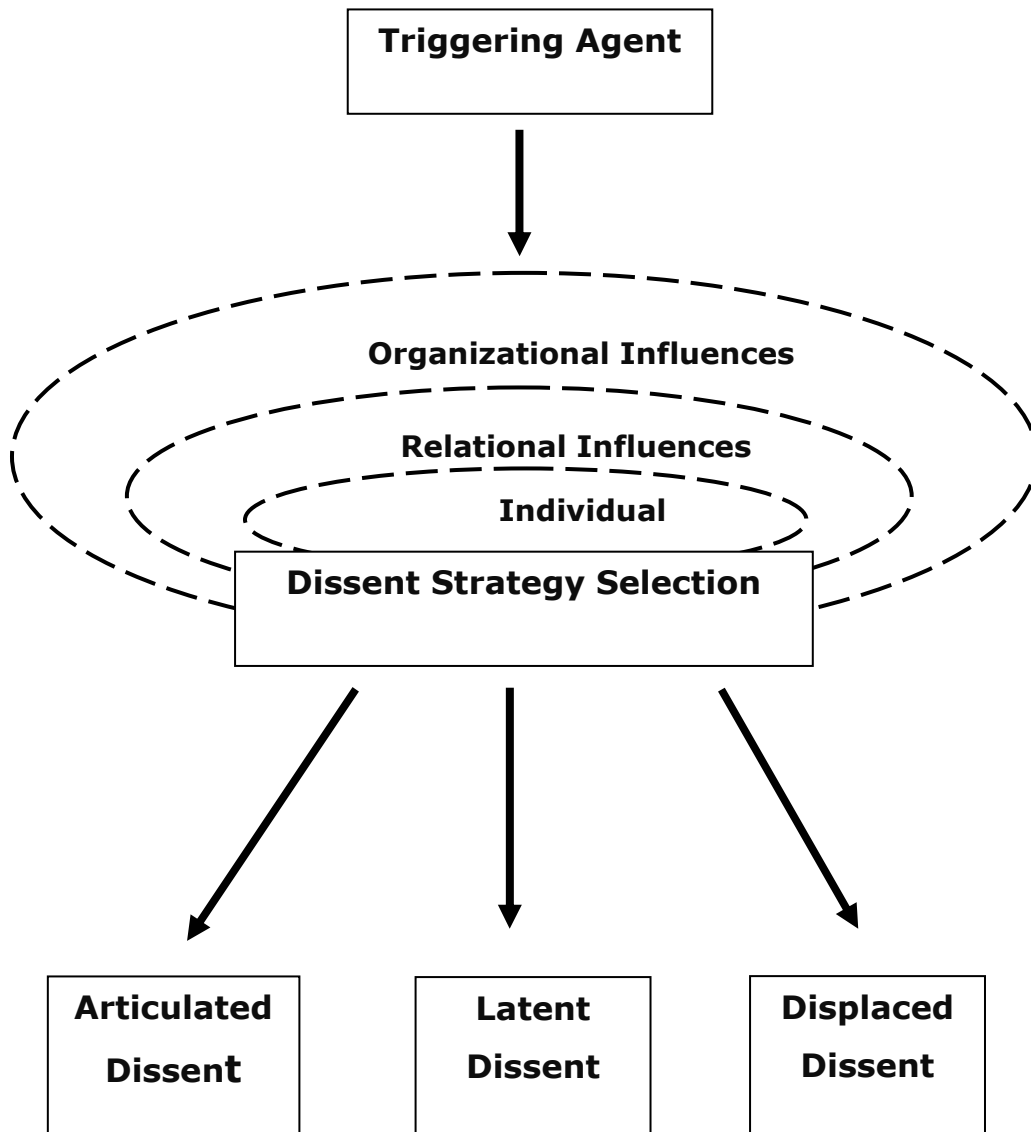 Triggering Agent
Organizational Influences
Relational Influences
Individual
Dissent Strategy Selection
Articulated
Dissent
Latent
Dissent
Displaced
Dissent